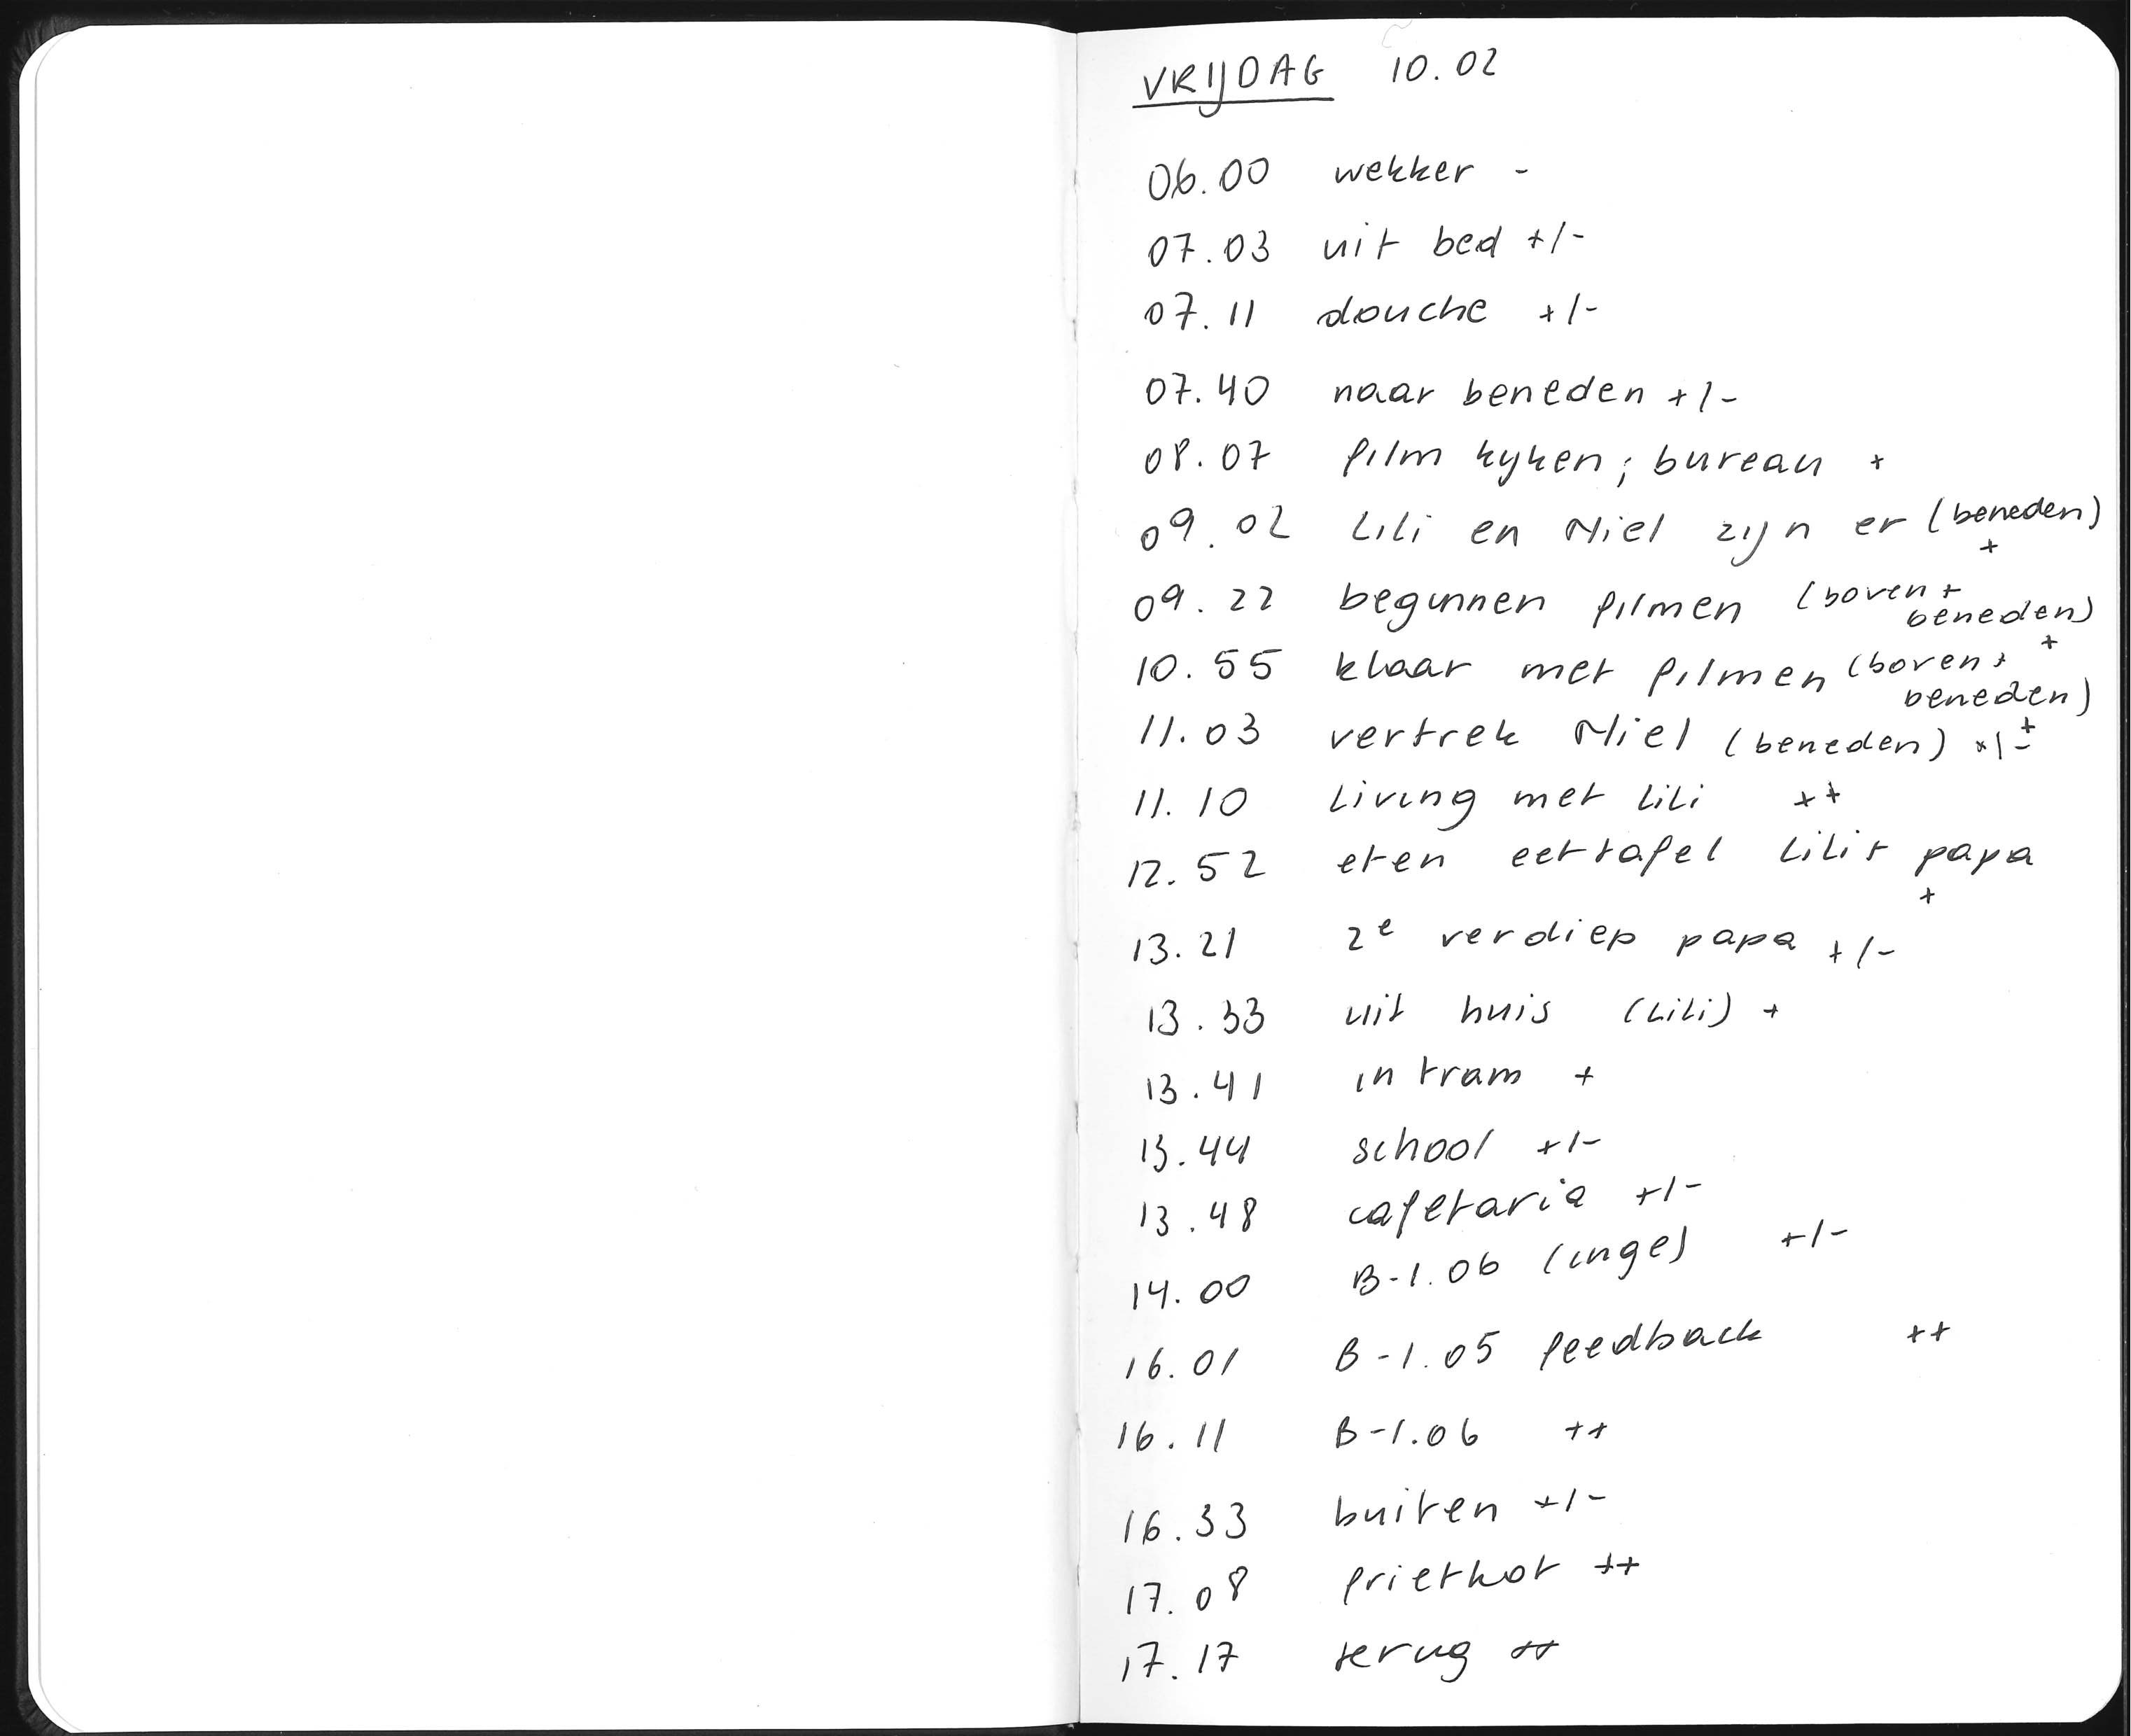 VRIJDAG 10.02
06.00 wekker -
07.03 uit bed +/-
07.11 douche +/-
07.40 naar beneden +/-
08.07 film kyken; bureau +
09.02 Lili en Niel zijn er (beneden)
+
09.22 beginnen filmen (boven +
beneden)
+
10.55 klaar met filmen (boven +
beneden)
+
11.03 vertrek Niel (beneden) +/-
11.10 Living met Lili ++
12.52 eten eettafel Lili + papa
+
13.21 2e verdiep papa +/-
13.33 uit huis (Lili) +
13.41 in tram +
13.44 school +/-
13.48 cafetaria +/-
14.00 B-1.06 (inge) +/-
16.01 B-1.05 feedback ++
16.11 B-1.06 ++
16.33 buiten +/-
17.08 friethot ++
17.17 terug ++